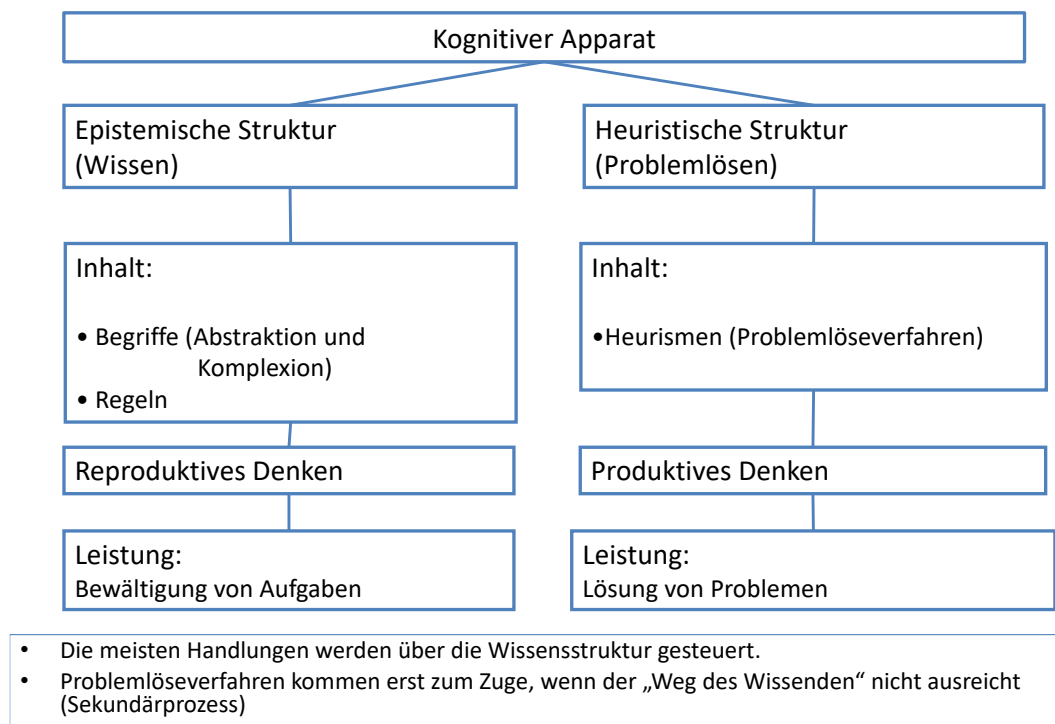 Kognitiver Apparat
Epistemische Struktur
(Wissen)
Heuristische Struktur
(Problemlösen)
Inhalt:
• Begriffe (Abstraktion und
Komplexion)
• Regeln
Inhalt:
•Heurismen (Problemlöseverfahren)
Reproduktives Denken
Produktives Denken
Leistung:
Bewältigung von Aufgaben
Leistung:
Lösung von Problemen
• Die meisten Handlungen werden über die Wissensstruktur gesteuert.
• Problemlöseverfahren kommen erst zum Zuge, wenn der „Weg des Wissenden“ nicht ausreicht
(Sekundärprozess)